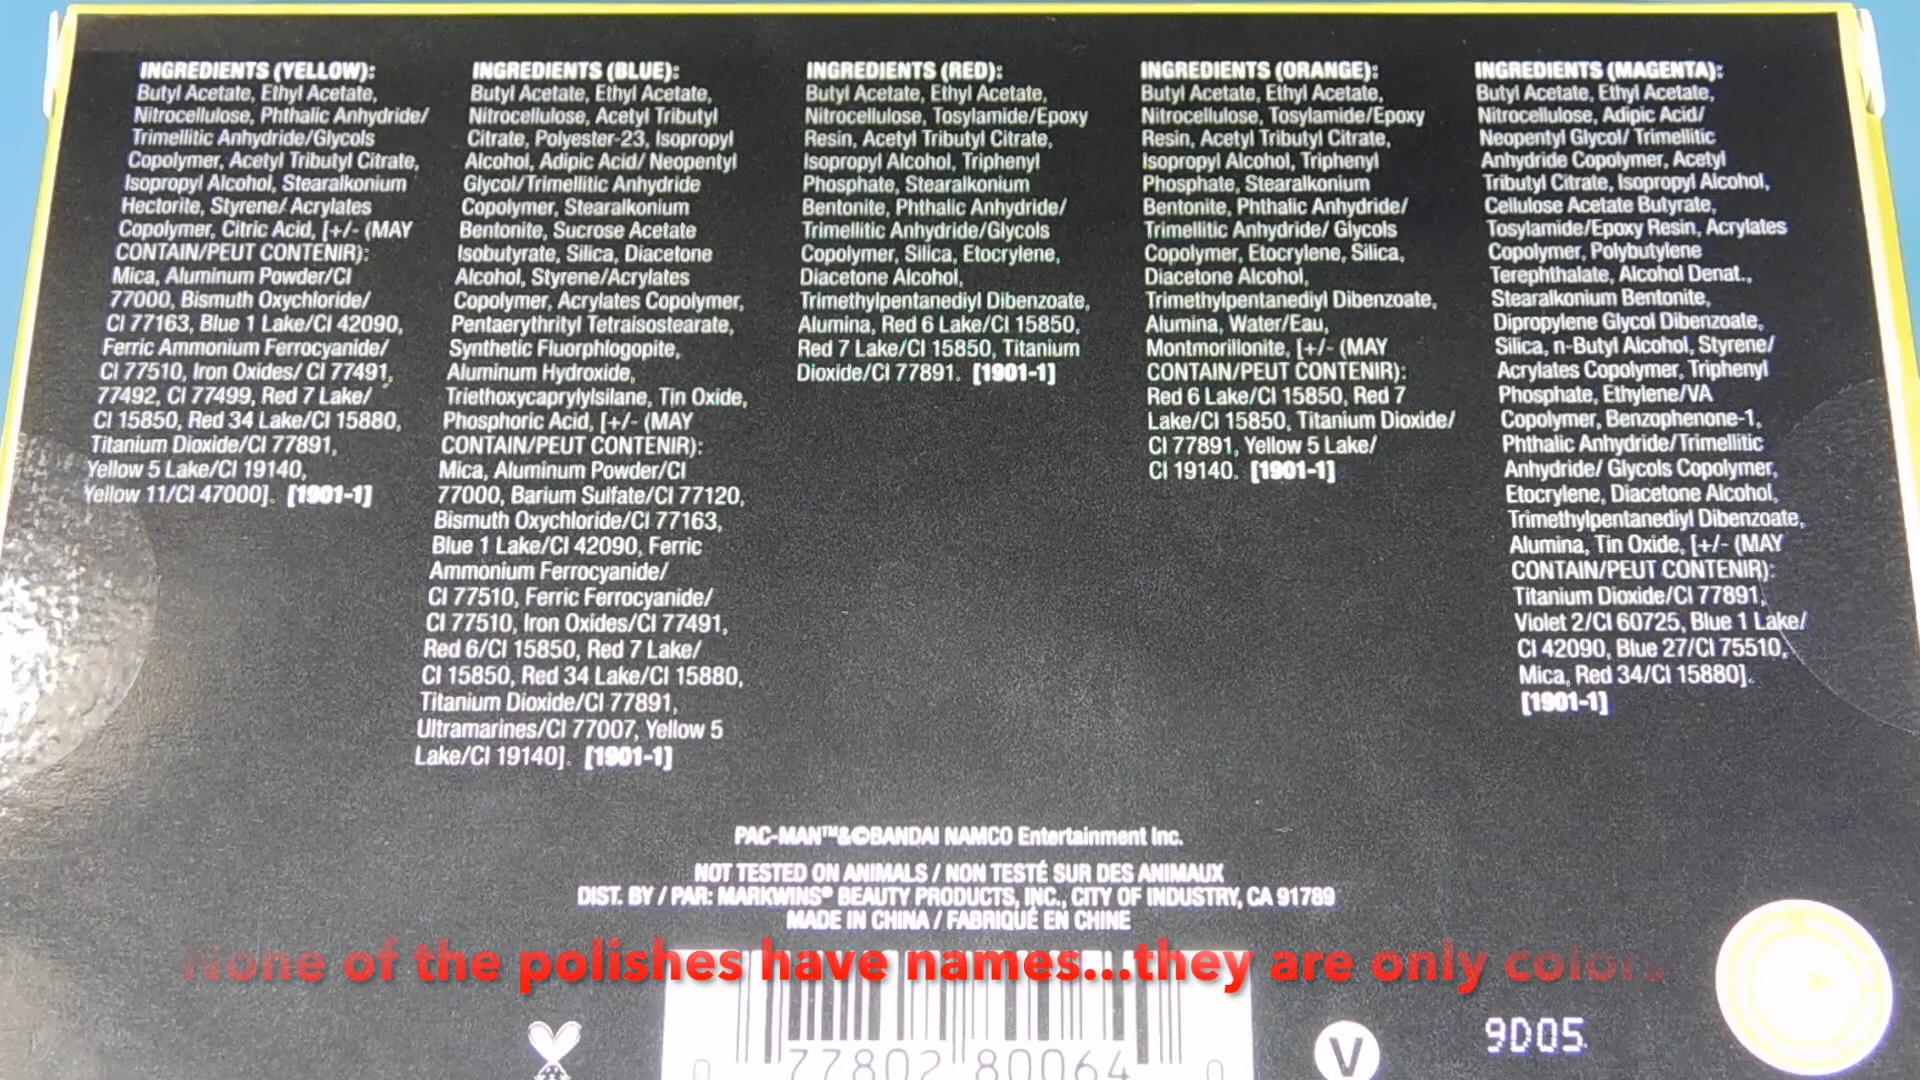 INGREDIENTS (YELLOW):
Butyl Acetate, Ethyl Acetate,
Nitrocellulose, Phthalic Anhydride/
Trimellitic Anhydride/Glycols
Copolymer, Acetyl Tributyl Citrate,
Isopropyl Alcohol, Stearalkonium
Hectorite, Styrene/ Acrylates
Copolymer, Citric Acid, [+/- (MAY
CONTAIN/PEUT CONTENIR):
Mica, Aluminum Powder/CI
77000, Bismuth Oxychloride/
CI 77163, Blue 1 Lake/CI 42090,
Ferric Ammonium Ferrocyanide/
CI 77510, Iron Oxides/ CI 77491,
77492, CI 77499, Red 7 Lake/
CI 15850, Red 34 Lake/CI 15880,
Titanium Dioxide/CI 77891,
Yellow 5 Lake/CI 19140,
Yellow 11/CI 47000]. [1901-1]
INGREDIENTS (BLUE):
Butyl Acetate, Ethyl Acetate,
Nitrocellulose, Acetyl Tributyl
Citrate, Polyester-23, Isopropyl
Alcohol, Adipic Acid/ Neopentyl
Glycol/Trimellitic Anhydride
Copolymer, Stearalkonium
Bentonite, Sucrose Acetate
Isobutyrate, Silica, Diacetone
Alcohol, Styrene/Acrylates
Copolymer, Acrylates Copolymer,
Pentaerythrityl Tetraisostearate,
Synthetic Fluorphlogopite,
Aluminum Hydroxide,
Triethoxycaprylylsilane, Tin Oxide,
Phosphoric Acid, [+/- (MAY
CONTAIN/PEUT CONTENIR):
Mica, Aluminum Powder/CI
77000, Barium Sulfate/CI 77120,
Bismuth Oxychloride/CI 77163,
Blue 1 Lake/CI 42090, Ferric
Ammonium Ferrocyanide/
CI 77510, Ferric Ferrocyanide/
CI 77510, Iron Oxides/CI 77491,
Red 6/CI 15850, Red 7 Lake/
CI 15850, Red 34 Lake/CI 15880,
Titanium Dioxide/CI 77891,
Ultramarines/CI 77007, Yellow 5
Lake/CI 19140]. [1901-1]
INGREDIENTS (RED):
Butyl Acetate, Ethyl Acetate,
Nitrocellulose, Tosylamide/Epoxy
Resin, Acetyl Tributyl Citrate,
Isopropyl Alcohol, Triphenyl
Phosphate, Stearalkonium
Bentonite, Phthalic Anhydride/
Trimellitic Anhydride/Glycols
Copolymer, Silica, Etocrylene,
Diacetone Alcohol,
Trimethylpentanediyl Dibenzoate,
Alumina, Red 6 Lake/CI 15850,
Red 7 Lake/CI 15850, Titanium
Dioxide/CI 77891. [1901-1]
INGREDIENTS (ORANGE):
Butyl Acetate, Ethyl Acetate,
Nitrocellulose, Tosylamide/Epoxy
Resin, Acetyl Tributyl Citrate,
Isopropyl Alcohol, Triphenyl
Phosphate, Stearalkonium
Bentonite, Phthalic Anhydride/
Trimellitic Anhydride/ Glycols
Copolymer, Etocrylene, Silica,
Diacetone Alcohol,
Trimethylpentanediyl Dibenzoate,
Alumina, Water/Eau,
Montmorillonite, [+/- (MAY
CONTAIN/PEUT CONTENIR):
Red 6 Lake/CI 15850, Red 7
Lake/CI 15850, Titanium Dioxide/
CI 77891, Yellow 5 Lake/
CI 19140. [1901-1]
INGREDIENTS (MAGENTA):
Butyl Acetate, Ethyl Acetate,
Nitrocellulose, Adipic Acid/
Neopentyl Glycol/ Trimellitic
Anhydride Copolymer, Acetyl
Tributyl Citrate, Isopropyl Alcohol,
Cellulose Acetate Butyrate,
Tosylamide/Epoxy Resin, Acrylates
Copolymer, Polybutylene
Terephthalate, Alcohol Denat.,
Stearalkonium Bentonite,
Dipropylene Glycol Dibenzoate,
Silica, n-Butyl Alcohol, Styrene/
Acrylates Copolymer, Triphenyl
Phosphate, Ethylene/VA
Copolymer, Benzophenone-1,
Phthalic Anhydride/Trimellitic
Anhydride/ Glycols Copolymer,
Etocrylene, Diacetone Alcohol,
Trimethylpentanediyl Dibenzoate,
Alumina, Tin Oxide, [+/- (MAY
CONTAIN/PEUT CONTENIR):
Titanium Dioxide/CI 77891,
Violet 2/CI 60725, Blue 1 Lake/
CI 42090, Blue 27/CI 75510,
Mica, Red 34/CI 15880].
[1901-1]
PAC-MAN™&©BANDAI NAMCO Entertainment Inc.
NOT TESTED ON ANIMALS / NON TESTÉ SUR DES ANIMAUX
DIST. BY / PAR: MARKWINS® BEAUTY PRODUCTS, INC., CITY OF INDUSTRY, CA 91789
MADE IN CHINA / FABRIQUÉ EN CHINE
None of the polishes have names...they are only colors
V
9D05
0 77802 80064 0